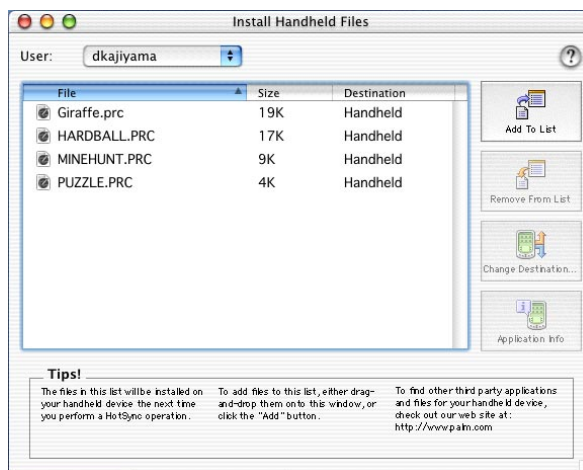 Install Handheld Files
User: dkajiyama
?
File Size Destination
Giraffe.prc 19K Handheld
HARDBALL.PRC 17K Handheld
MINEHUNT.PRC 9K Handheld
PUZZLE.PRC 4K Handheld
Add To List
Remove From List
Change Destination...
Application Info
Tips!
The files in this list will be installed on
your handheld device the next time
you perform a HotSync operation.
To add files to this list, either drag-
and-drop them onto this window, or
click the "Add" button.
To find other third party applications
and files for your handheld device,
check out our web site at:
http://www.palm.com